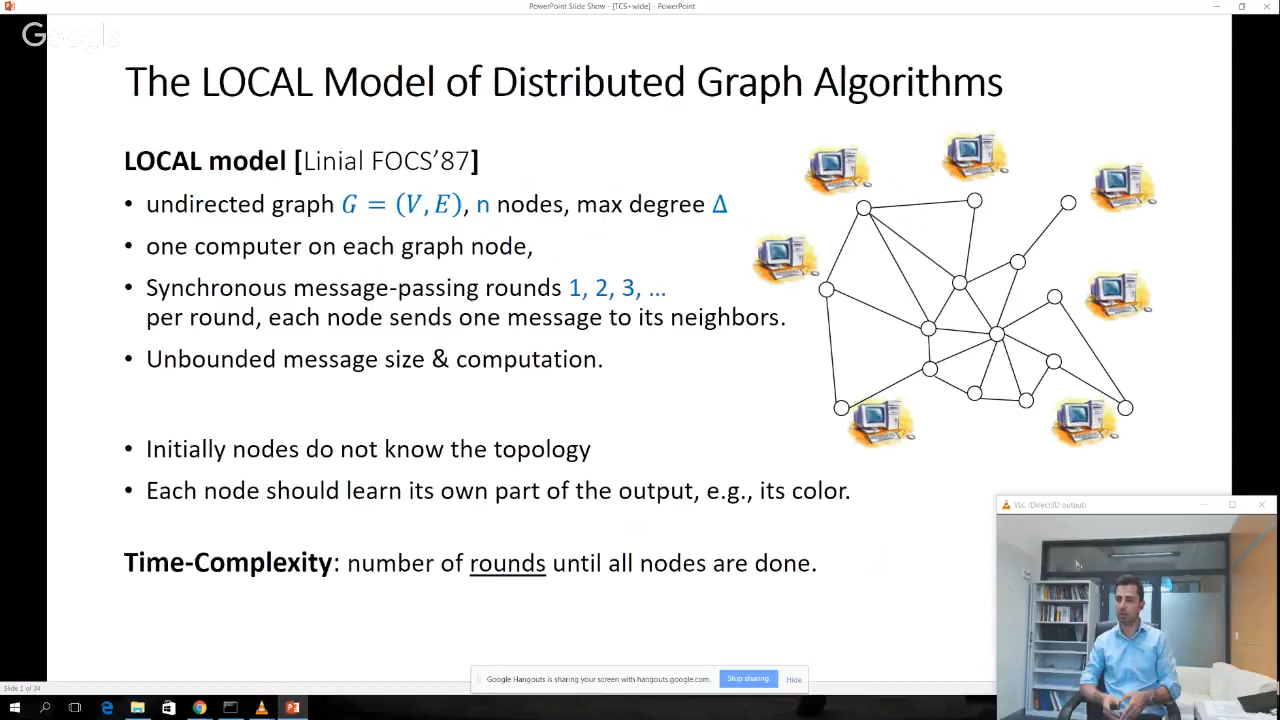 PowerPoint Slide Show - [TCS+wide] - PowerPoint
Google
The LOCAL Model of Distributed Graph Algorithms
LOCAL model [Linial FOCS'87]
• undirected graph G = (V, E), n nodes, max degree Δ
• one computer on each graph node,
• Synchronous message-passing rounds 1, 2, 3, …
per round, each node sends one message to its neighbors.
• Unbounded message size & computation.
• Initially nodes do not know the topology
• Each node should learn its own part of the output, e.g., its color.
VLC (Direct3D output)
Time-Complexity: number of rounds until all nodes are done.
Google Hangouts is sharing your screen with hangouts.google.com.
Stop sharing
Hide
Slide 2 of 34